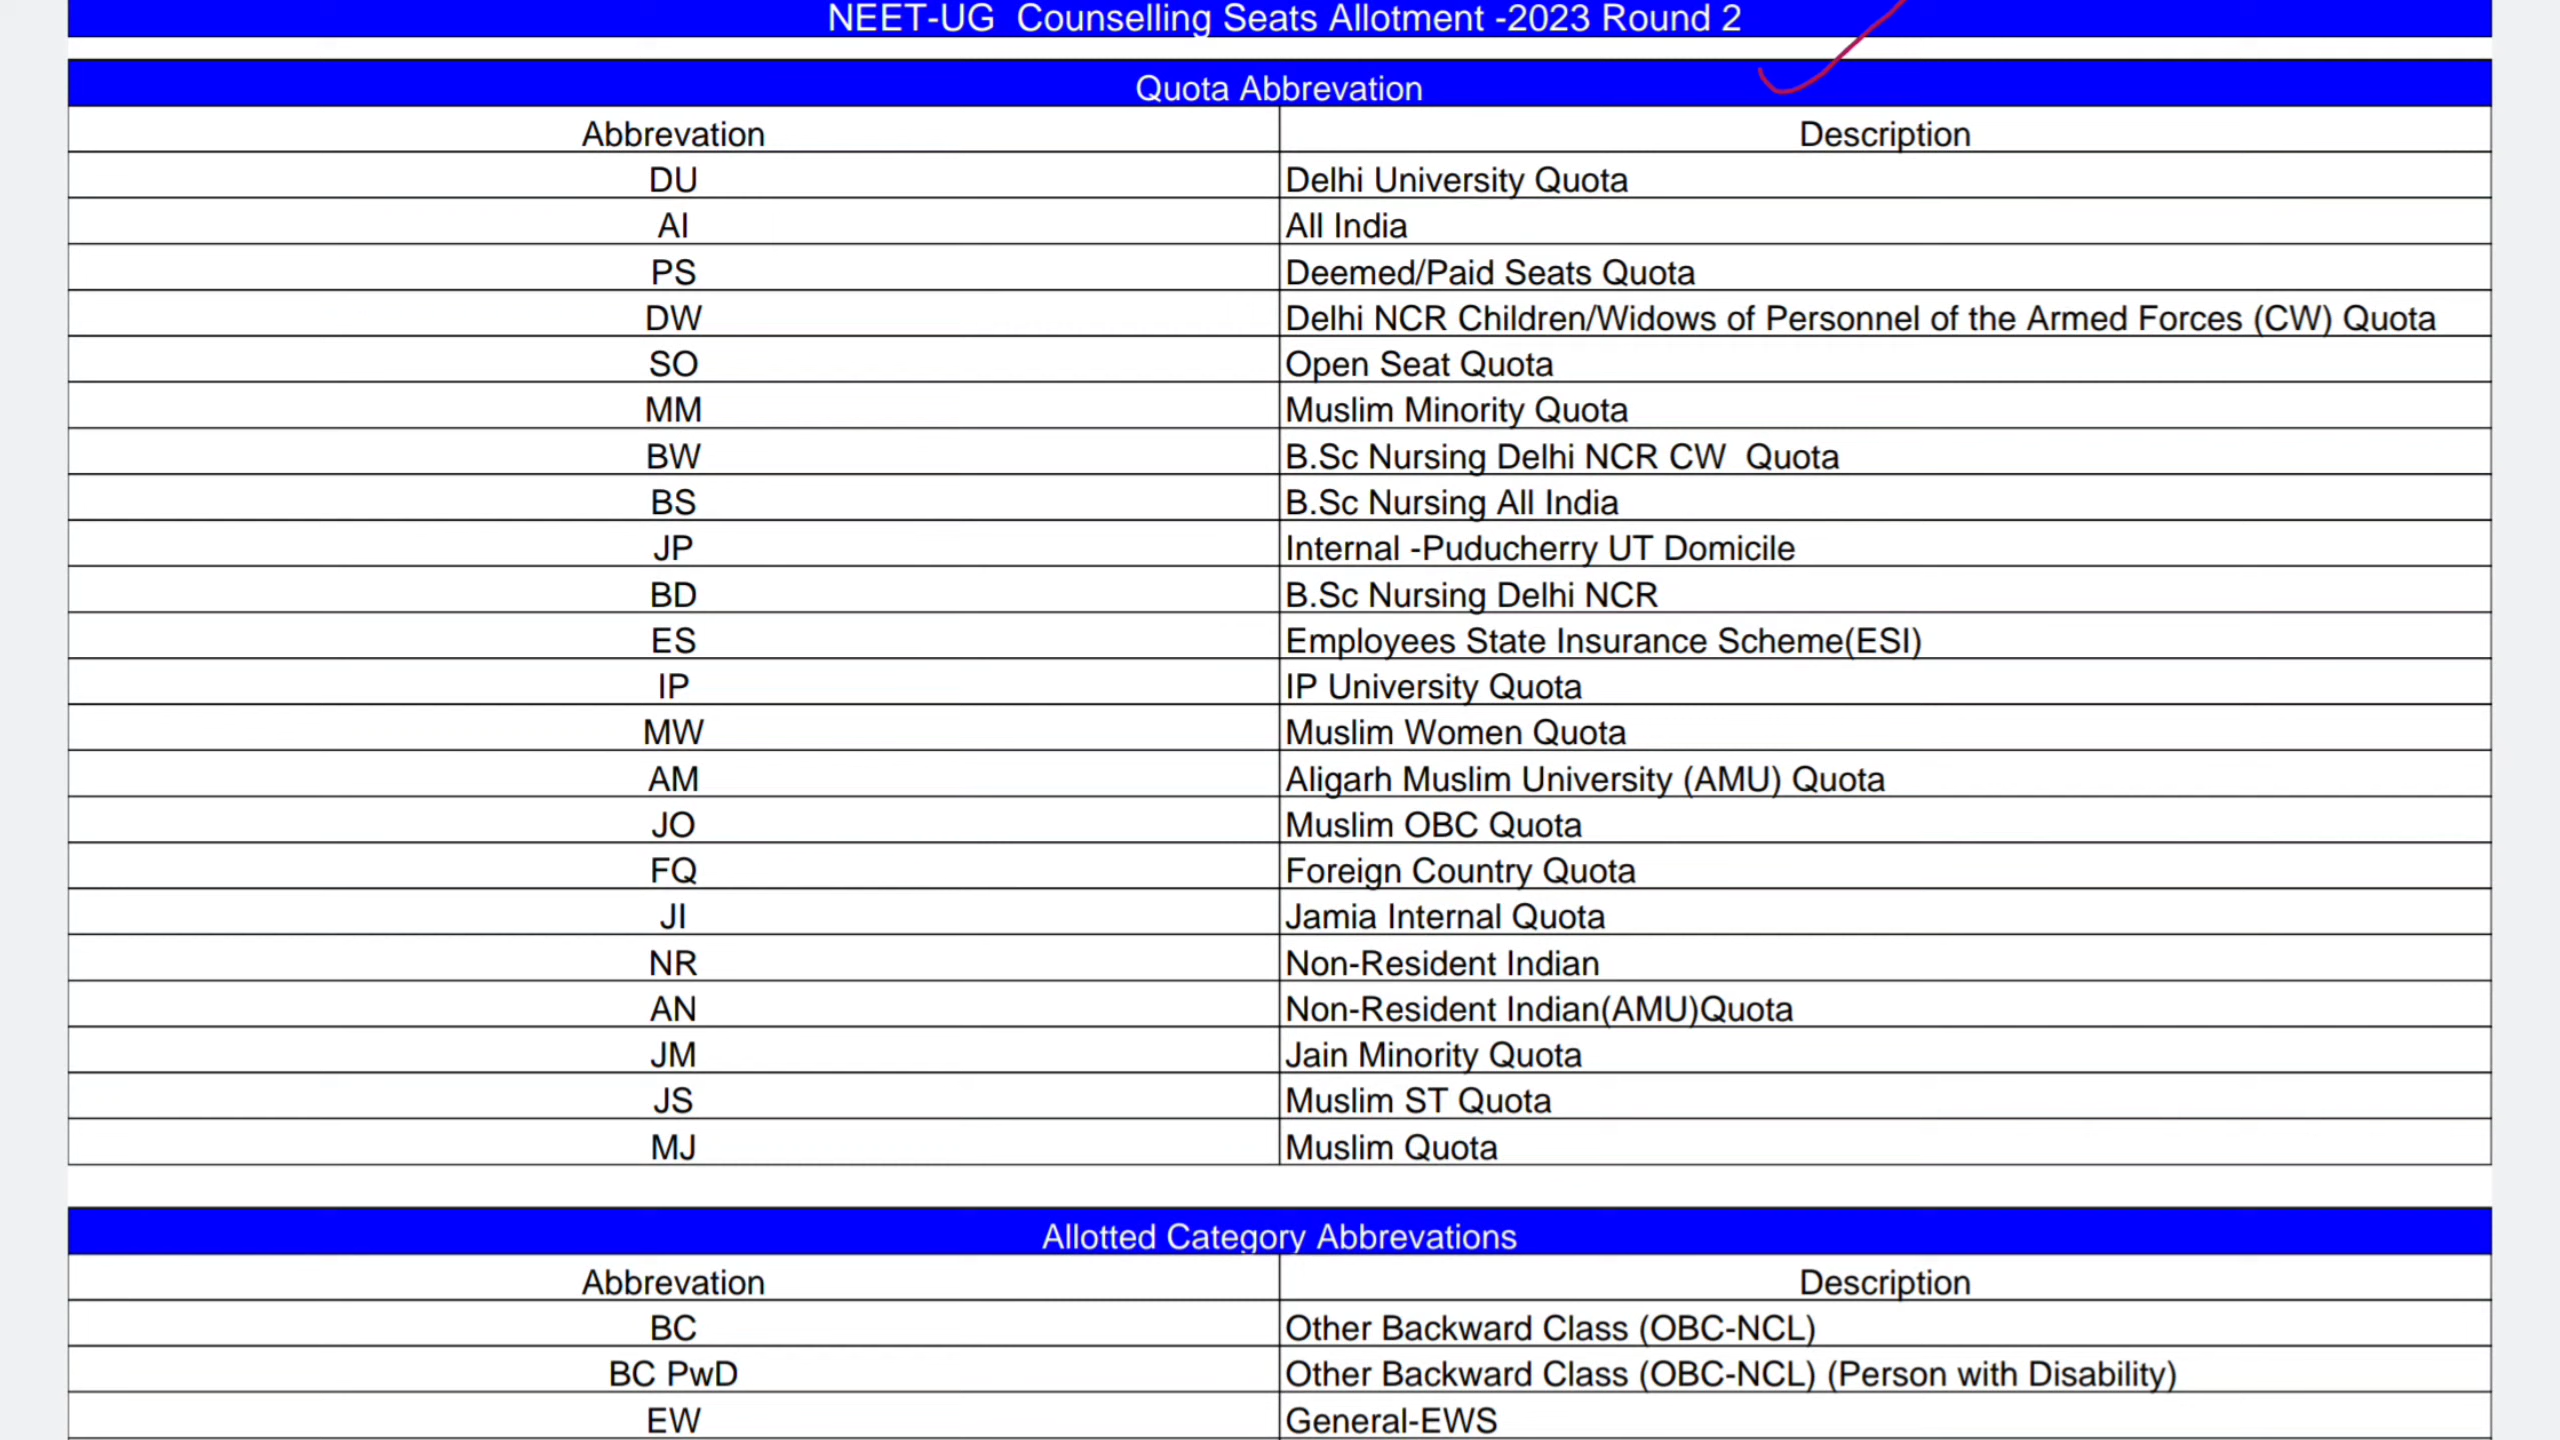 NEET-UG  Counselling Seats Allotment -2023 Round 2
Quota Abbrevation
Abbrevation Description
DU Delhi University Quota
AI All India
PS Deemed/Paid Seats Quota
DW Delhi NCR Children/Widows of Personnel of the Armed Forces (CW) Quota
SO Open Seat Quota
MM Muslim Minority Quota
BW B.Sc Nursing Delhi NCR CW  Quota
BS B.Sc Nursing All India
JP Internal -Puducherry UT Domicile
BD B.Sc Nursing Delhi NCR
ES Employees State Insurance Scheme(ESI)
IP IP University Quota
MW Muslim Women Quota
AM Aligarh Muslim University (AMU) Quota
JO Muslim OBC Quota
FQ Foreign Country Quota
JI Jamia Internal Quota
NR Non-Resident Indian
AN Non-Resident Indian(AMU)Quota
JM Jain Minority Quota
JS Muslim ST Quota
MJ Muslim Quota
Allotted Category Abbrevations
Abbrevation Description
BC Other Backward Class (OBC-NCL)
BC PwD Other Backward Class (OBC-NCL) (Person with Disability)
EW General-EWS